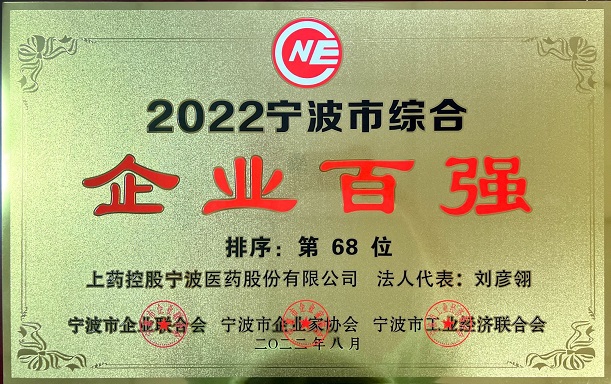 NE
2022宁波市综合
企业百强
排序：第 68 位
上药控股宁波医药股份有限公司 法人代表：刘彦翎
宁波市企业联合会 宁波市企业家协会 宁波市工业经济联合会
二〇二二年八月